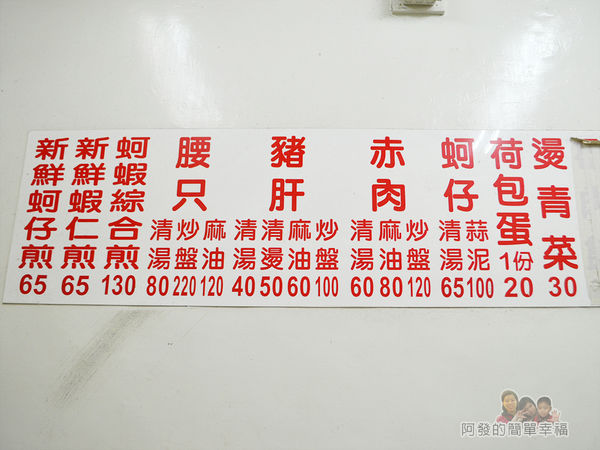 新鮮蚵仔煎 65
新鮮蝦仁煎 65
蚵蝦綜合煎 130
腰只
清湯 80
炒盤 220
麻油 120
豬肝
清湯 40
清燙 50
麻油 60
炒盤 100
赤肉
清湯 60
麻油 80
炒盤 120
蚵仔
清湯 65
蒜泥 100
荷包蛋 1份 20
燙青菜 30
阿發的簡單幸福